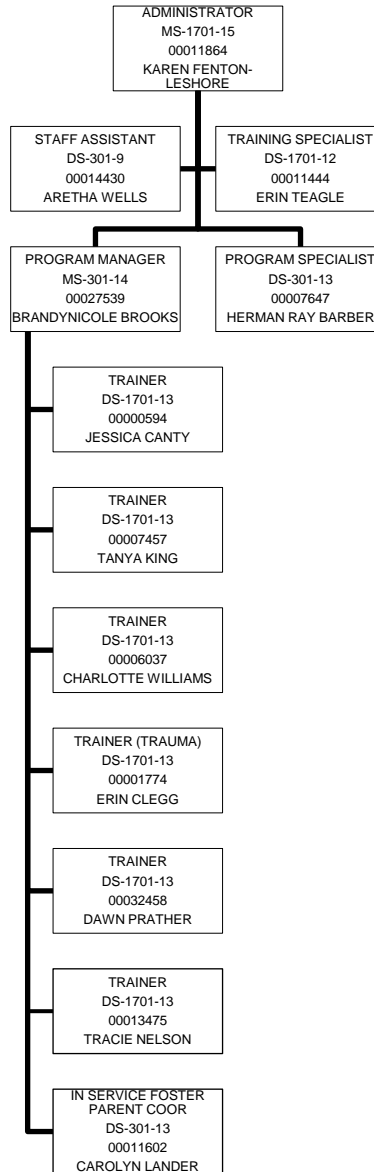 ADMINISTRATOR
MS-1701-15
00011864
KAREN FENTON-
LESHORE
STAFF ASSISTANT
DS-301-9
00014430
ARETHA WELLS
TRAINING SPECIALIST
DS-1701-12
00011444
ERIN TEAGLE
PROGRAM MANAGER
MS-301-14
00027539
BRANDYNICOLE BROOKS
PROGRAM SPECIALIST
DS-301-13
00007647
HERMAN RAY BARBER
TRAINER
DS-1701-13
00000594
JESSICA CANTY
TRAINER
DS-1701-13
00007457
TANYA KING
TRAINER
DS-1701-13
00006037
CHARLOTTE WILLIAMS
TRAINER (TRAUMA)
DS-1701-13
00001774
ERIN CLEGG
TRAINER
DS-1701-13
00032458
DAWN PRATHER
TRAINER
DS-1701-13
00013475
TRACIE NELSON
IN SERVICE FOSTER
PARENT COOR
DS-301-13
00011602
CAROLYN LANDER